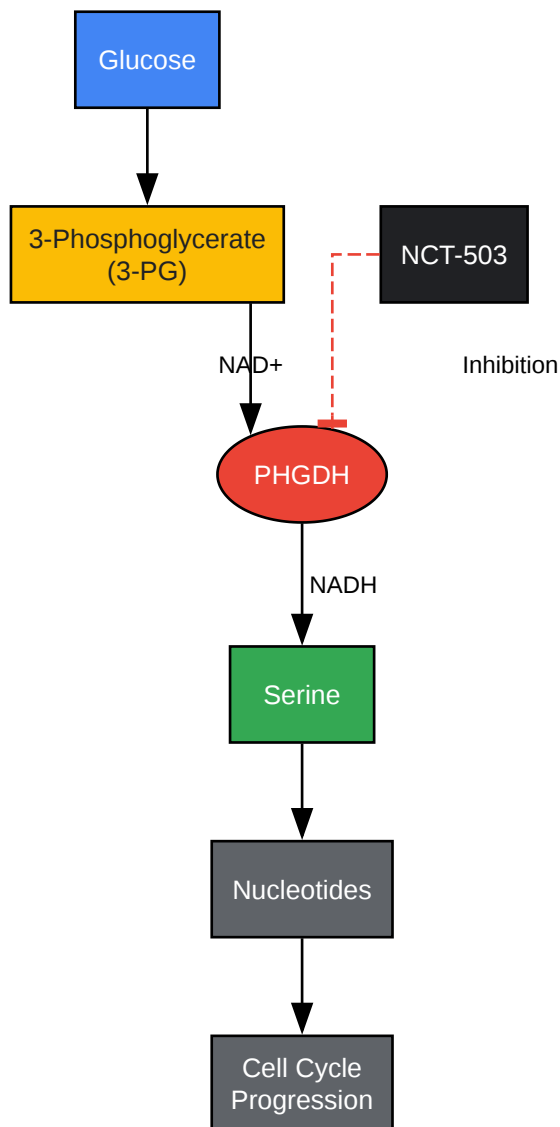 Glucose
3-Phosphoglycerate
(3-PG)
NCT-503
NAD+
Inhibition
PHGDH
NADH
Serine
Nucleotides
Cell Cycle
Progression